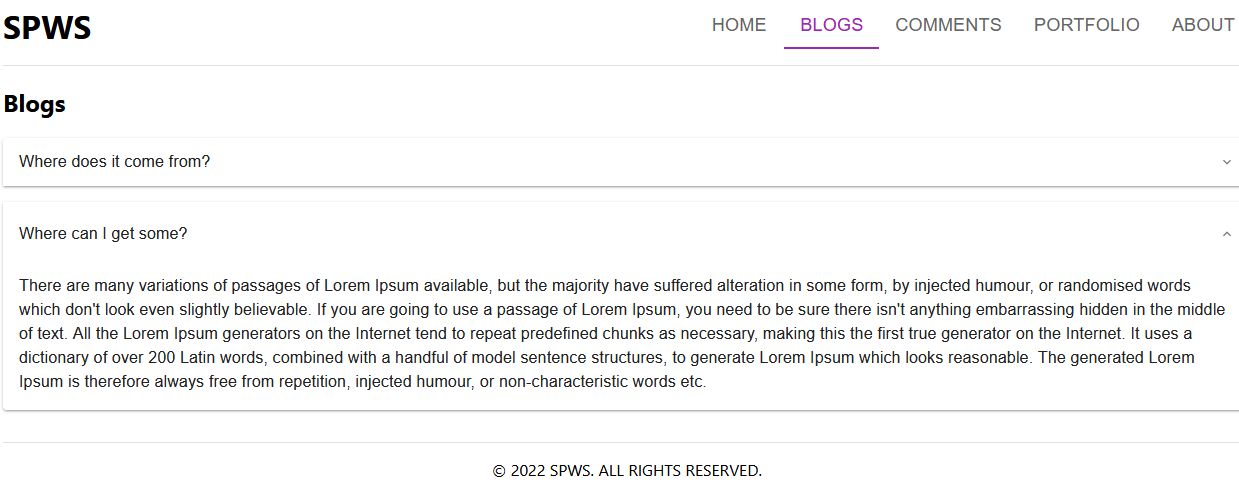 SPWS
HOME BLOGS COMMENTS PORTFOLIO ABOUT
Blogs
Where does it come from?
Where can I get some?
There are many variations of passages of Lorem Ipsum available, but the majority have suffered alteration in some form, by injected humour, or randomised words
which don't look even slightly believable. If you are going to use a passage of Lorem Ipsum, you need to be sure there isn't anything embarrassing hidden in the middle
of text. All the Lorem Ipsum generators on the Internet tend to repeat predefined chunks as necessary, making this the first true generator on the Internet. It uses a
dictionary of over 200 Latin words, combined with a handful of model sentence structures, to generate Lorem Ipsum which looks reasonable. The generated Lorem
Ipsum is therefore always free from repetition, injected humour, or non-characteristic words etc.
© 2022 SPWS. ALL RIGHTS RESERVED.